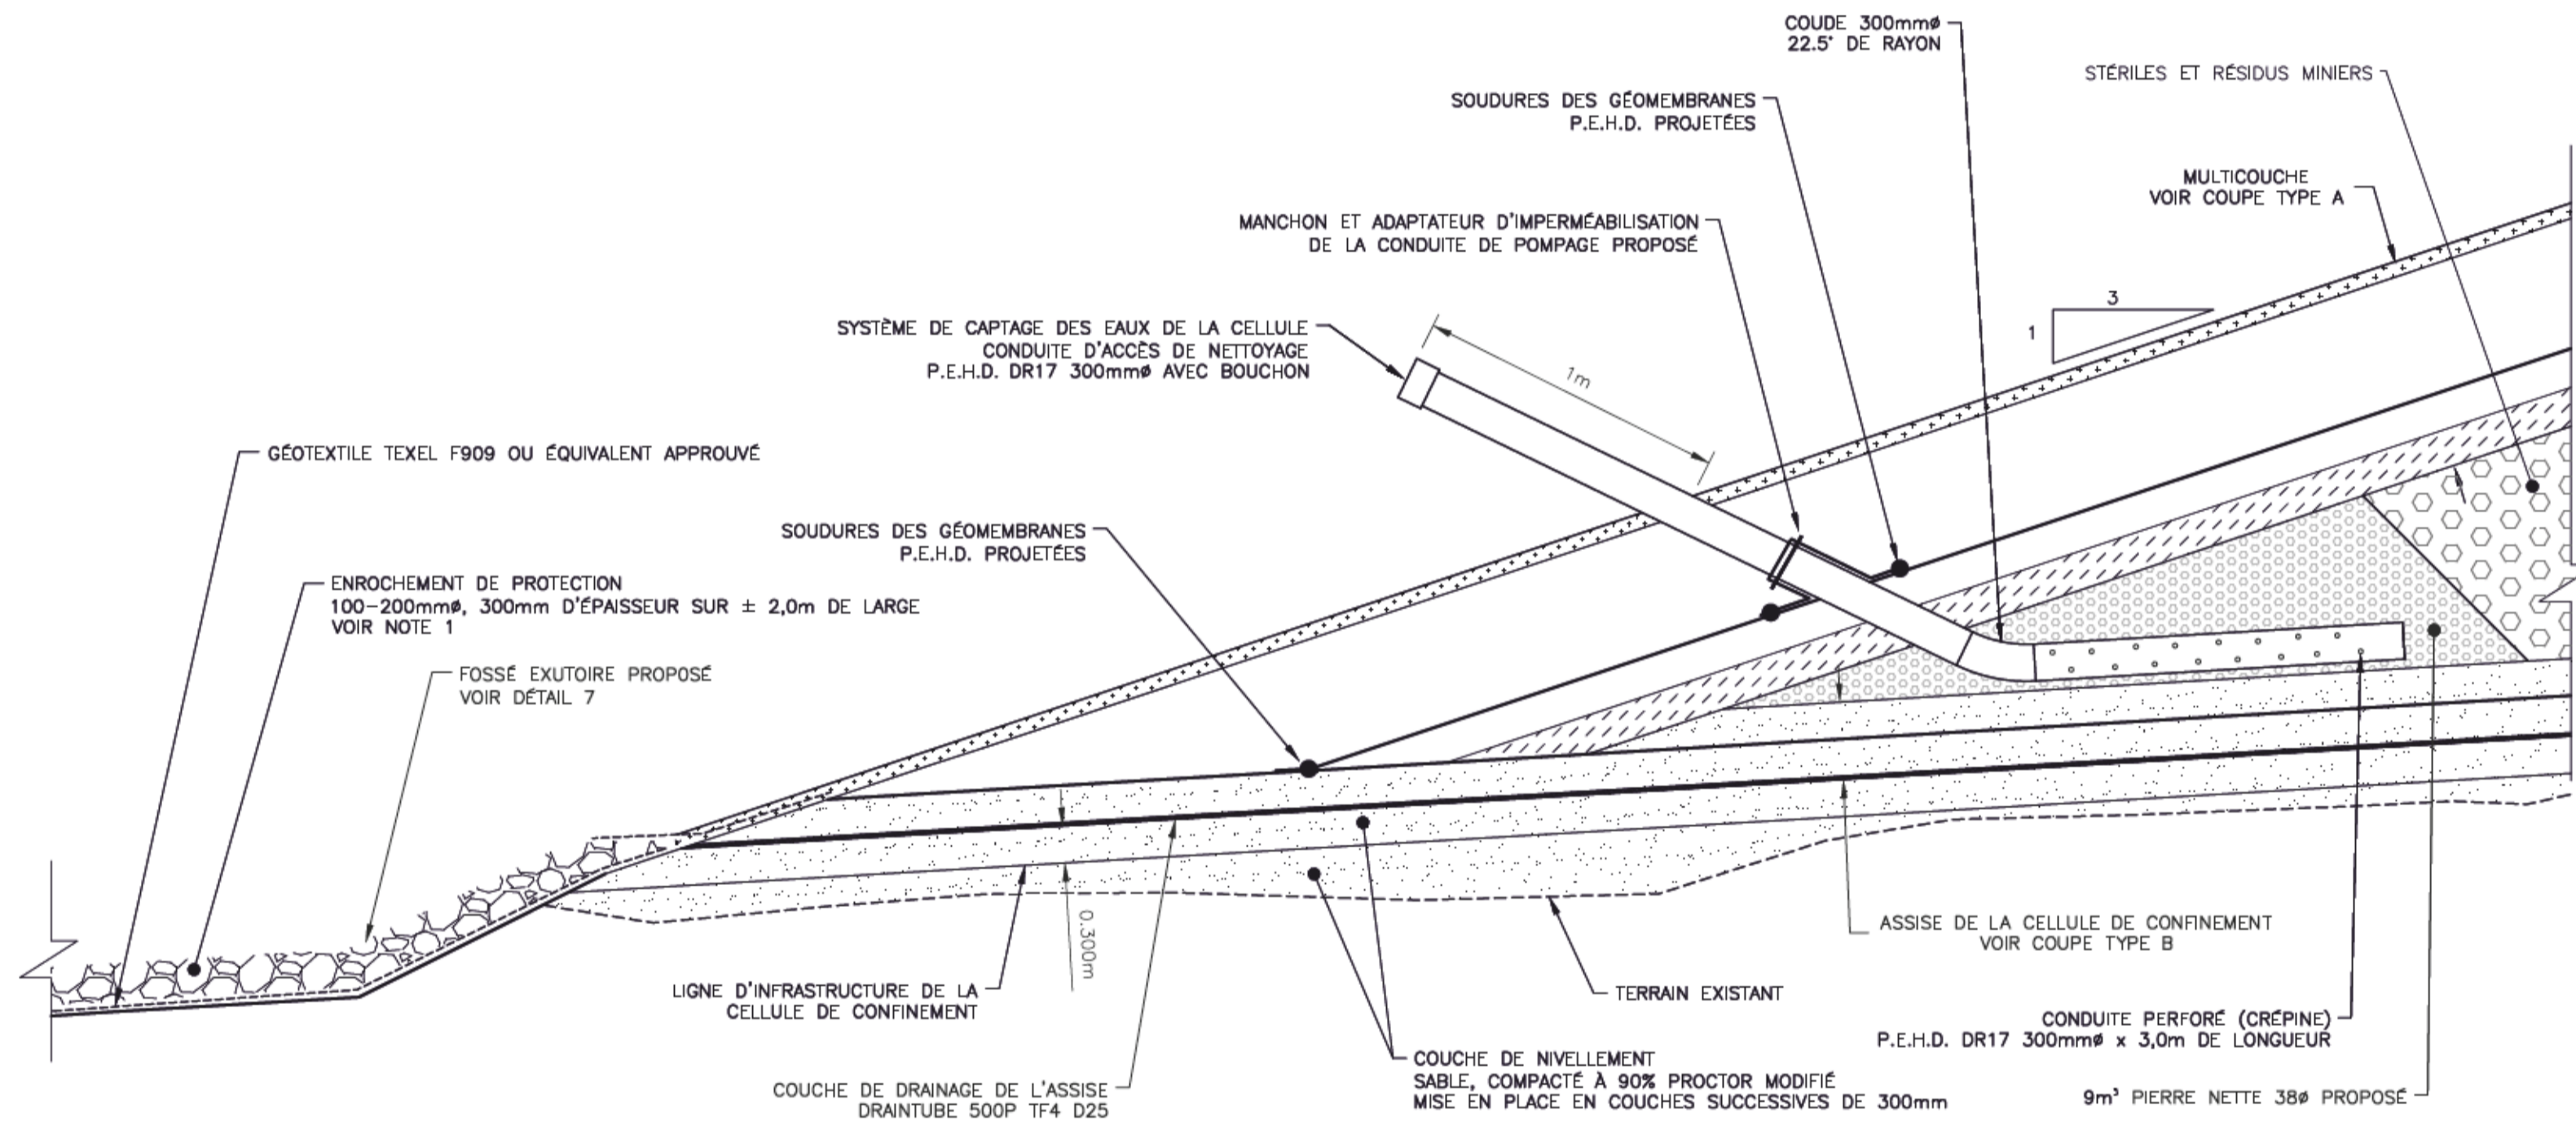 COUDE 300mmø
22.5° DE RAYON
STÉRILES ET RÉSIDUS MINIERS
SOUDURES DES GÉOMEMBRANES
P.E.H.D. PROJETÉES
MULTICOUCHE
VOIR COUPE TYPE A
MANCHON ET ADAPTATEUR D'IMPERMÉABILISATION
DE LA CONDUITE DE POMPAGE PROPOSÉ
3
1
SYSTÈME DE CAPTAGE DES EAUX DE LA CELLULE
CONDUITE D'ACCÈS DE NETTOYAGE
P.E.H.D. DR17 300mmø AVEC BOUCHON
1m
GÉOTEXTILE TEXEL F909 OU ÉQUIVALENT APPROUVÉ
SOUDURES DES GÉOMEMBRANES
P.E.H.D. PROJETÉES
ENROCHEMENT DE PROTECTION
100-200mmø, 300mm D'ÉPAISSEUR SUR ± 2,0m DE LARGE
VOIR NOTE 1
FOSSÉ EXUTOIRE PROPOSÉ
VOIR DÉTAIL 7
0.300m
ASSISE DE LA CELLULE DE CONFINEMENT
VOIR COUPE TYPE B
LIGNE D'INFRASTRUCTURE DE LA
CELLULE DE CONFINEMENT
TERRAIN EXISTANT
CONDUITE PERFORÉ (CRÉPINE)
P.E.H.D. DR17 300mmø x 3,0m DE LONGUEUR
COUCHE DE NIVELLEMENT
SABLE, COMPACTÉ À 90% PROCTOR MODIFIÉ
MISE EN PLACE EN COUCHES SUCCESSIVES DE 300mm
COUCHE DE DRAINAGE DE L'ASSISE
DRAINTUBE 500P TF4 D25
9m³ PIERRE NETTE 38ø PROPOSÉ